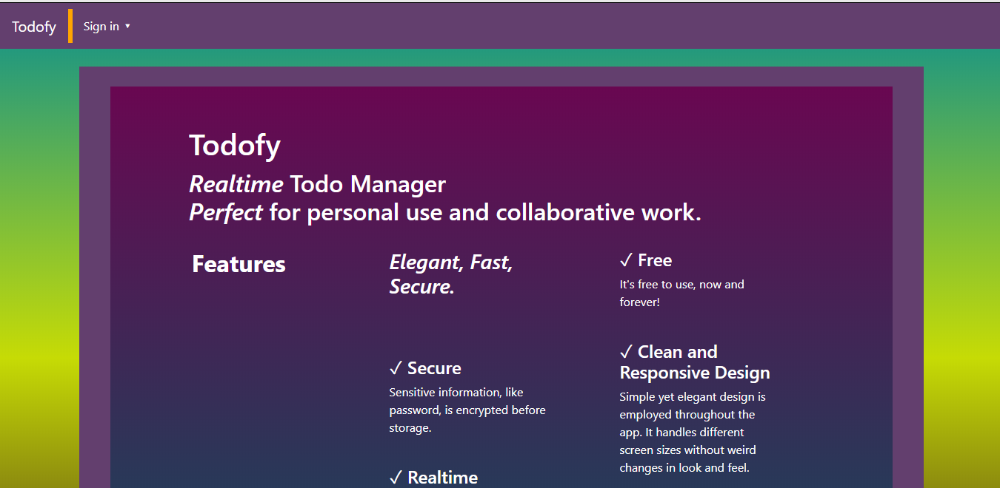 Todofy
Sign in ▼
Todofy
Realtime Todo Manager
Perfect for personal use and collaborative work.
Features
Elegant, Fast,
Secure.
✓ Secure
Sensitive information, like
password, is encrypted before
storage.
✓ Realtime
✓ Free
It's free to use, now and
forever!
✓ Clean and
Responsive Design
Simple yet elegant design is
employed throughout the
app. It handles different
screen sizes without weird
changes in look and feel.